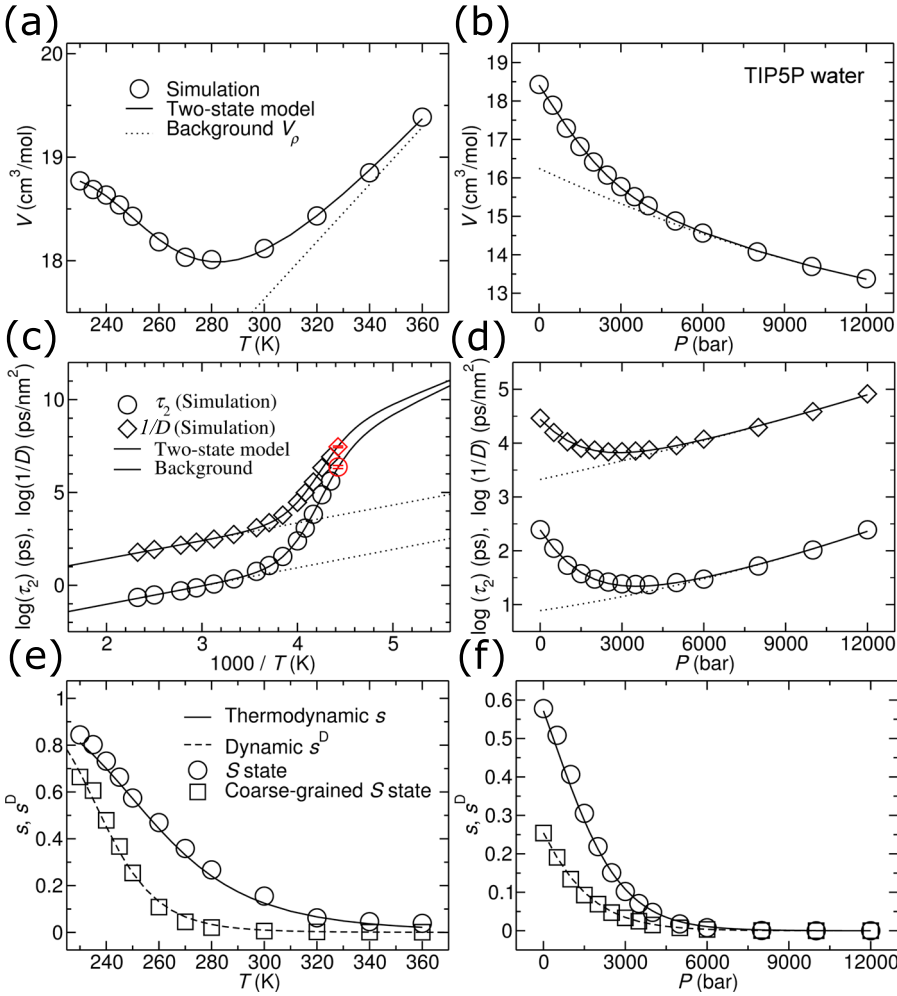 (a)
V (cm³/mol)
20
19
18
Simulation
Two-state model
Background Vρ
240 260 280 300 320 340 360
T (K)
(b)
V (cm³/mol)
19
18
17
16
15
14
13
TIP5P water
0 3000 6000 9000 12000
P (bar)
(c)
log(τ₂) (ps), log(1/D) (ps/nm²)
10
5
0
τ₂ (Simulation)
1/D (Simulation)
Two-state model
Background
2 3 4 5
1000 / T (K)
(d)
log (τ₂) (ps), log (1/D) (ps/nm²)
5
4
3
2
1
0 3000 6000 9000 12000
P (bar)
(e)
s, sᴰ
1
0.8
0.6
0.4
0.2
0
Thermodynamic s
Dynamic sᴰ
S state
Coarse-grained S state
240 260 280 300 320 340 360
T (K)
(f)
s, sᴰ
0.6
0.5
0.4
0.3
0.2
0.1
0
0 3000 6000 9000 12000
P (bar)